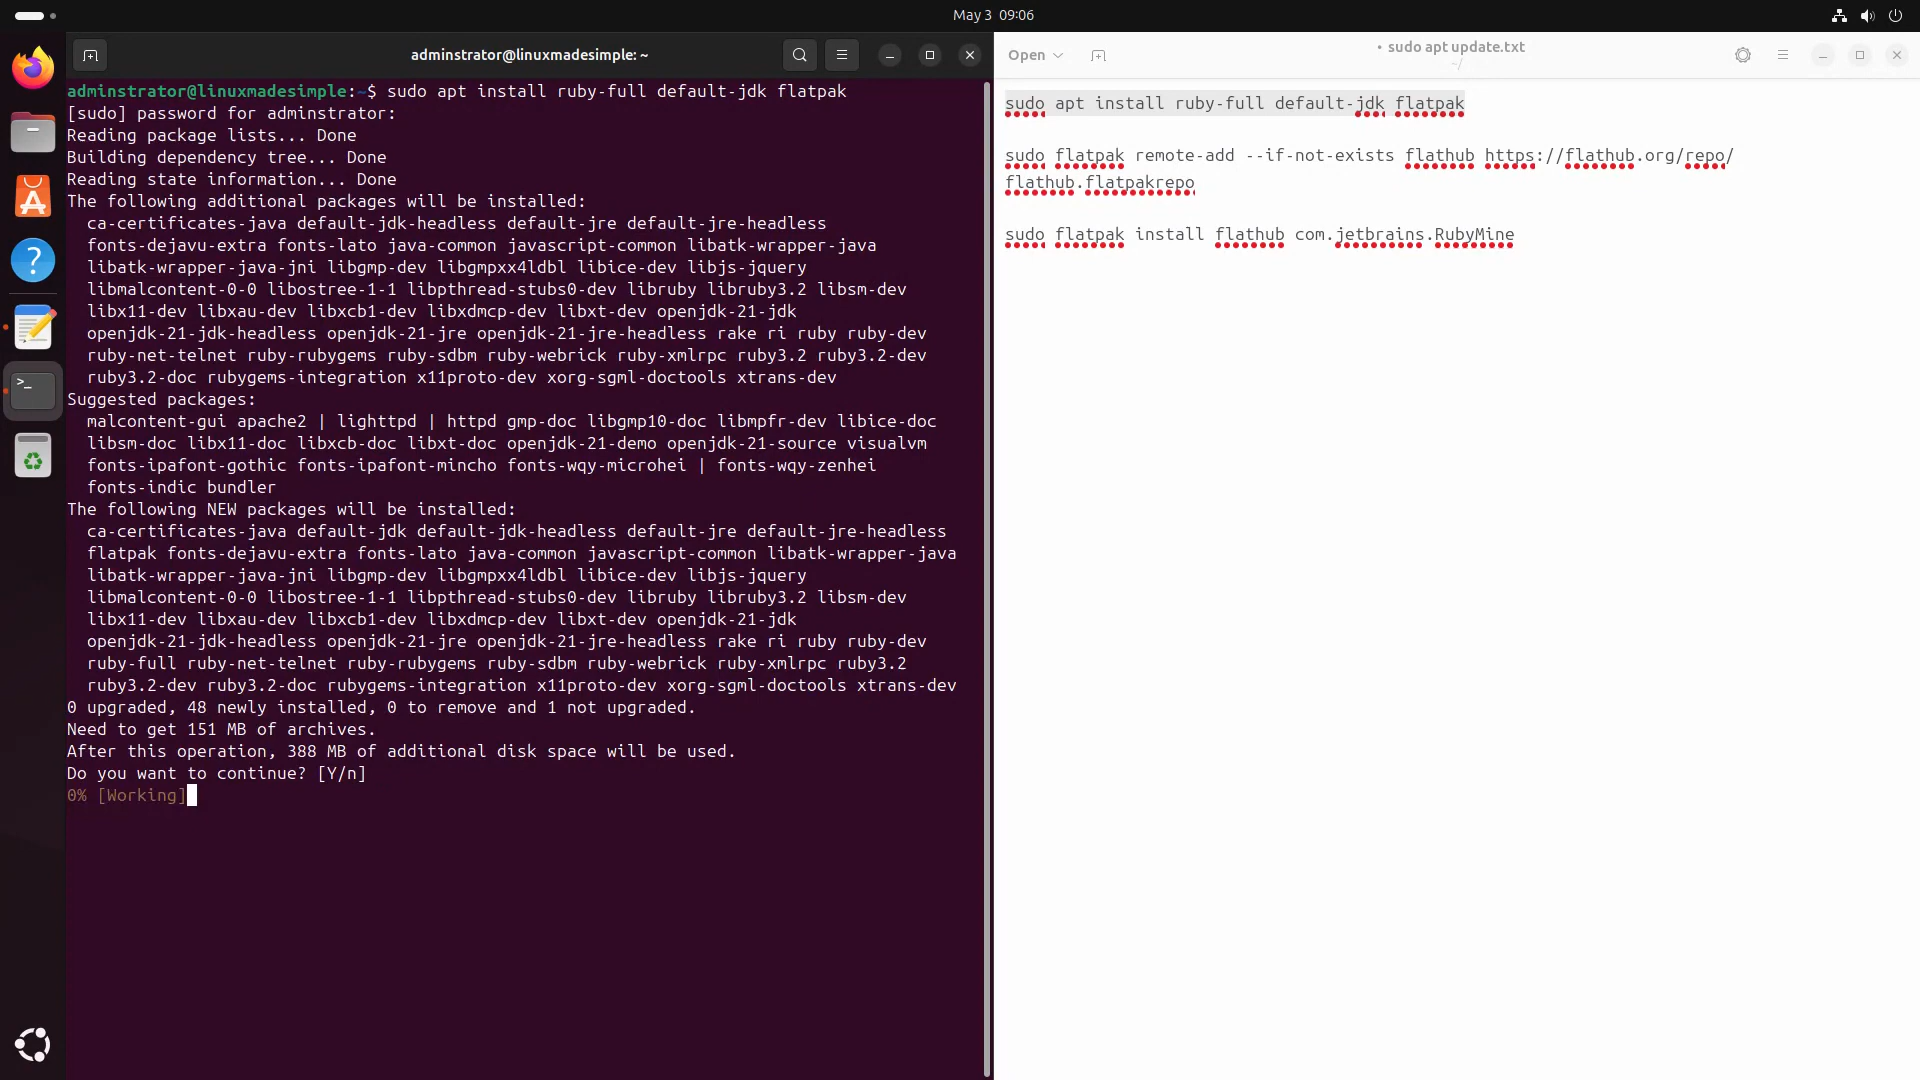 May 3 09:06
adminstrator@linuxmadesimple: ~
adminstrator@linuxmadesimple:~$ sudo apt install ruby-full default-jdk flatpak
[sudo] password for adminstrator:
Reading package lists... Done
Building dependency tree... Done
Reading state information... Done
The following additional packages will be installed:
ca-certificates-java default-jdk-headless default-jre default-jre-headless
fonts-dejavu-extra fonts-lato java-common javascript-common libatk-wrapper-java
libatk-wrapper-java-jni libgmp-dev libgmpxx4ldbl libice-dev libjs-jquery
libmalcontent-0-0 libostree-1-1 libpthread-stubs0-dev libruby libruby3.2 libsm-dev
libx11-dev libxau-dev libxcb1-dev libxdmcp-dev libxt-dev openjdk-21-jdk
openjdk-21-jdk-headless openjdk-21-jre openjdk-21-jre-headless rake ri ruby ruby-dev
ruby-net-telnet ruby-rubygems ruby-sdbm ruby-webrick ruby-xmlrpc ruby3.2 ruby3.2-dev
ruby3.2-doc rubygems-integration x11proto-dev xorg-sgml-doctools xtrans-dev
Suggested packages:
malcontent-gui apache2 | lighttpd | httpd gmp-doc libgmp10-doc libmpfr-dev libice-doc
libsm-doc libx11-doc libxcb-doc libxt-doc openjdk-21-demo openjdk-21-source visualvm
fonts-ipafont-gothic fonts-ipafont-mincho fonts-wqy-microhei | fonts-wqy-zenhei
fonts-indic bundler
The following NEW packages will be installed:
ca-certificates-java default-jdk default-jdk-headless default-jre default-jre-headless
flatpak fonts-dejavu-extra fonts-lato java-common javascript-common libatk-wrapper-java
libatk-wrapper-java-jni libgmp-dev libgmpxx4ldbl libice-dev libjs-jquery
libmalcontent-0-0 libostree-1-1 libpthread-stubs0-dev libruby libruby3.2 libsm-dev
libx11-dev libxau-dev libxcb1-dev libxdmcp-dev libxt-dev openjdk-21-jdk
openjdk-21-jdk-headless openjdk-21-jre openjdk-21-jre-headless rake ri ruby ruby-dev
ruby-full ruby-net-telnet ruby-rubygems ruby-sdbm ruby-webrick ruby-xmlrpc ruby3.2
ruby3.2-dev ruby3.2-doc rubygems-integration x11proto-dev xorg-sgml-doctools xtrans-dev
0 upgraded, 48 newly installed, 0 to remove and 1 not upgraded.
Need to get 151 MB of archives.
After this operation, 388 MB of additional disk space will be used.
Do you want to continue? [Y/n]
0% [Working]
Open
• sudo apt update.txt
~/
sudo apt install ruby-full default-jdk flatpak
sudo flatpak remote-add --if-not-exists flathub https://flathub.org/repo/
flathub.flatpakrepo
sudo flatpak install flathub com.jetbrains.RubyMine